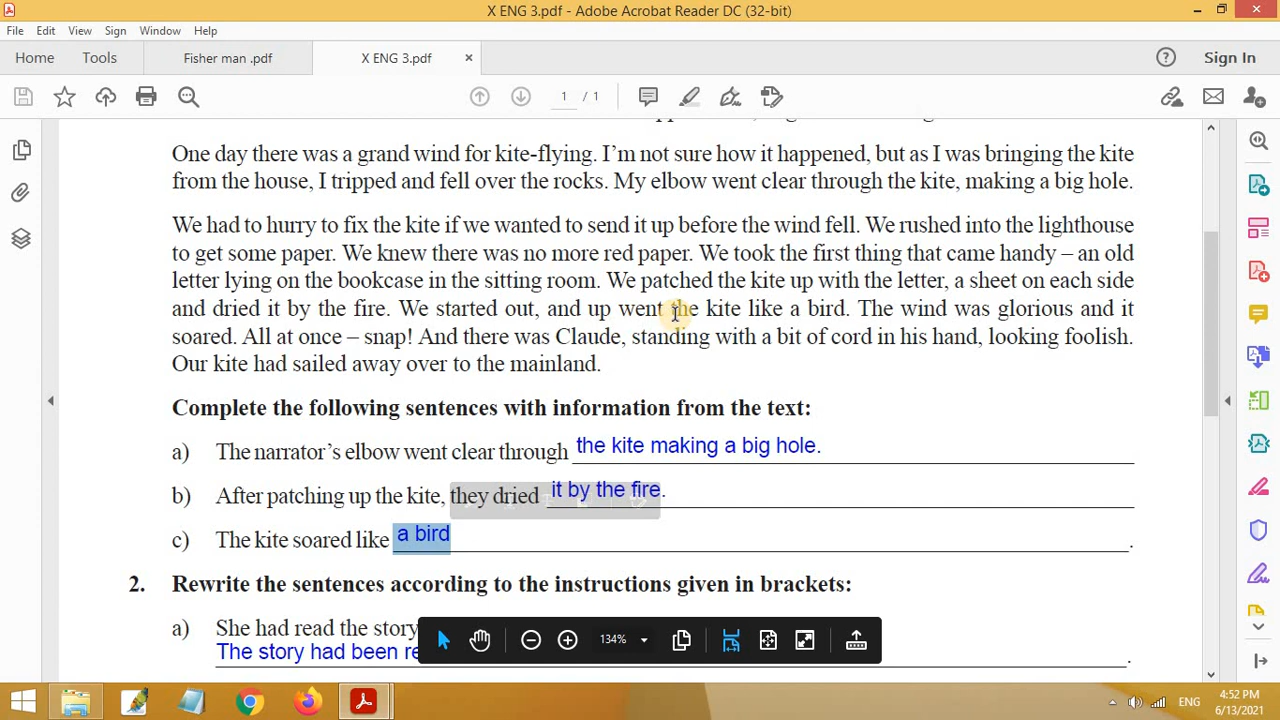 X ENG 3.pdf - Adobe Acrobat Reader DC (32-bit)
File Edit View Sign Window Help
Home Tools Fisher man .pdf X ENG 3.pdf × Sign In
1 / 1
One day there was a grand wind for kite-flying. I'm not sure how it happened, but as I was bringing the kite
from the house, I tripped and fell over the rocks. My elbow went clear through the kite, making a big hole.
We had to hurry to fix the kite if we wanted to send it up before the wind fell. We rushed into the lighthouse
to get some paper. We knew there was no more red paper. We took the first thing that came handy – an old
letter lying on the bookcase in the sitting room. We patched the kite up with the letter, a sheet on each side
and dried it by the fire. We started out, and up went the kite like a bird. The wind was glorious and it
soared. All at once – snap! And there was Claude, standing with a bit of cord in his hand, looking foolish.
Our kite had sailed away over to the mainland.
Complete the following sentences with information from the text:
a) The narrator's elbow went clear through the kite making a big hole.
b) After patching up the kite, they dried it by the fire.
c) The kite soared like a bird .
2. Rewrite the sentences according to the instructions given in brackets:
a) She had read the story
The story had been re .
134%
ENG 4:52 PM
6/13/2021